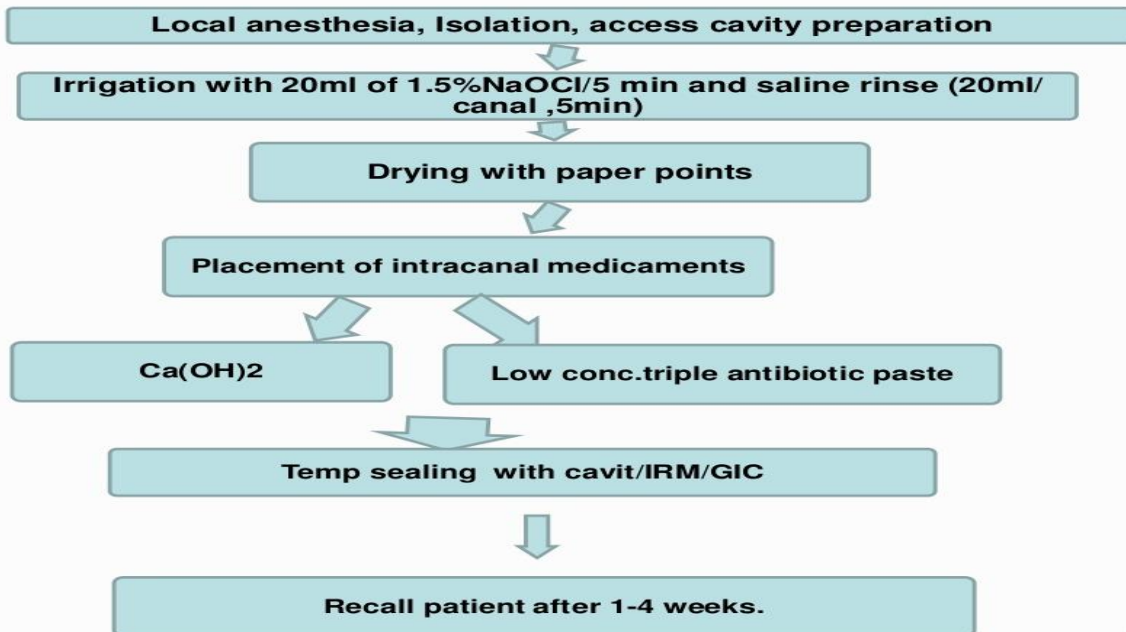 Local anesthesia, Isolation, access cavity preparation
Irrigation with 20ml of 1.5%NaOCl/5 min and saline rinse (20ml/
canal ,5min)
Drying with paper points
Placement of intracanal medicaments
Ca(OH)2
Low conc.triple antibiotic paste
Temp sealing  with cavit/IRM/GIC
Recall patient after 1-4 weeks.